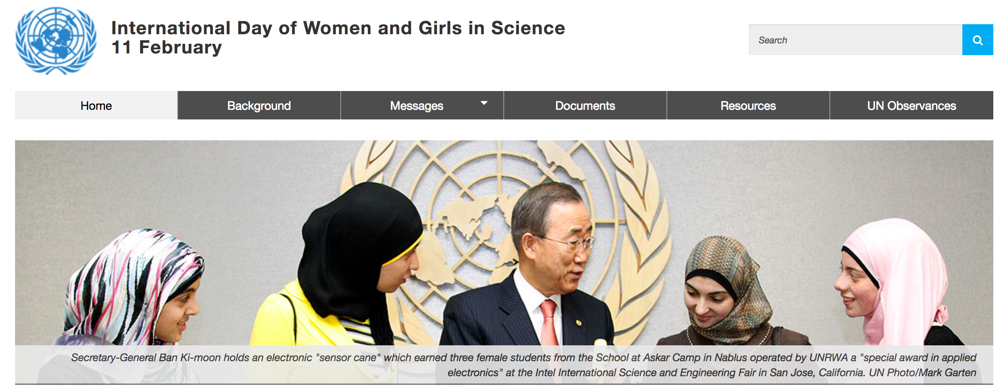 International Day of Women and Girls in Science
11 February
Search
Home
Background
Messages
Documents
Resources
UN Observances
Secretary-General Ban Ki-moon holds an electronic "sensor cane" which earned three female students from the School at Askar Camp in Nablus operated by UNRWA a "special award in applied
electronics" at the Intel International Science and Engineering Fair in San Jose, California. UN Photo/Mark Garten